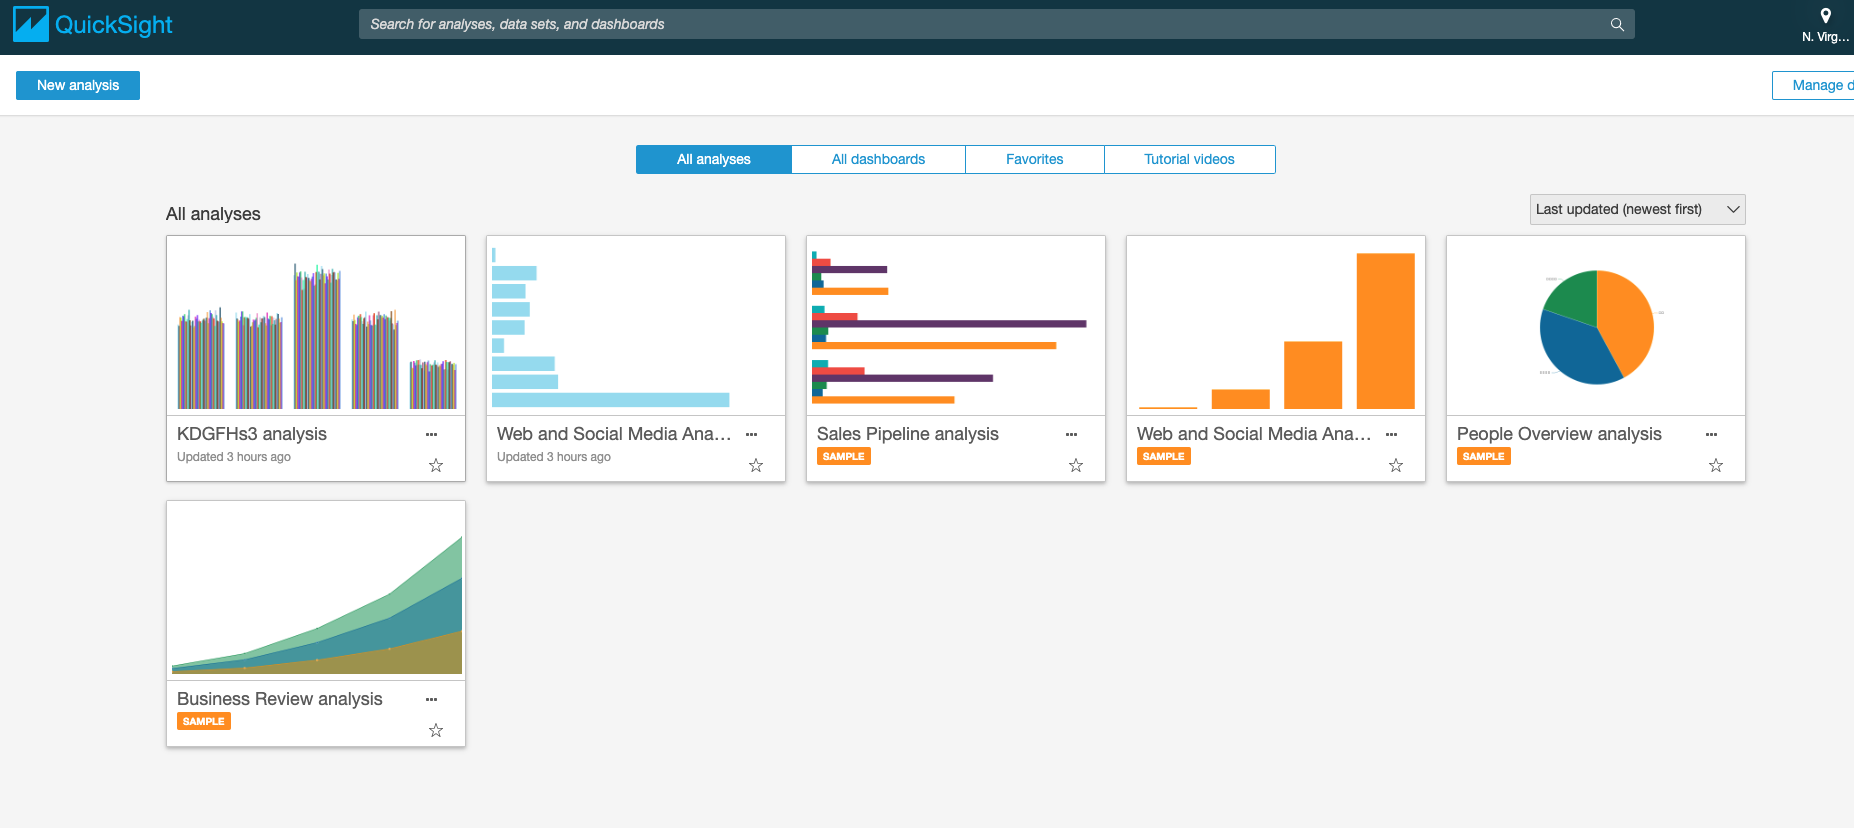 QuickSight
Search for analyses, data sets, and dashboards
N. Virg...
New analysis
Manage d
All analyses
All dashboards
Favorites
Tutorial videos
All analyses
Last updated (newest first)
KDGFHs3 analysis
Updated 3 hours ago
Web and Social Media Ana...
Updated 3 hours ago
Sales Pipeline analysis
SAMPLE
Web and Social Media Ana...
SAMPLE
People Overview analysis
SAMPLE
Business Review analysis
SAMPLE